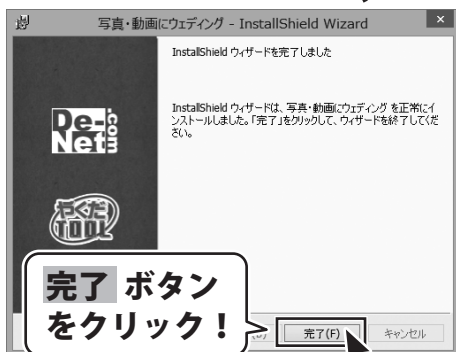 写真・動画にウェディング - InstallShield Wizard
InstallShield ウィザードを完了しました
InstallShield ウィザードは、写真・動画にウェディング を正常にイ
ンストールしました。「完了」をクリックして、ウィザードを終了してくだ
さい。
De-
Net
.com
やくだ
TOOL
完了 ボタン
をクリック！
完了(F)
キャンセル